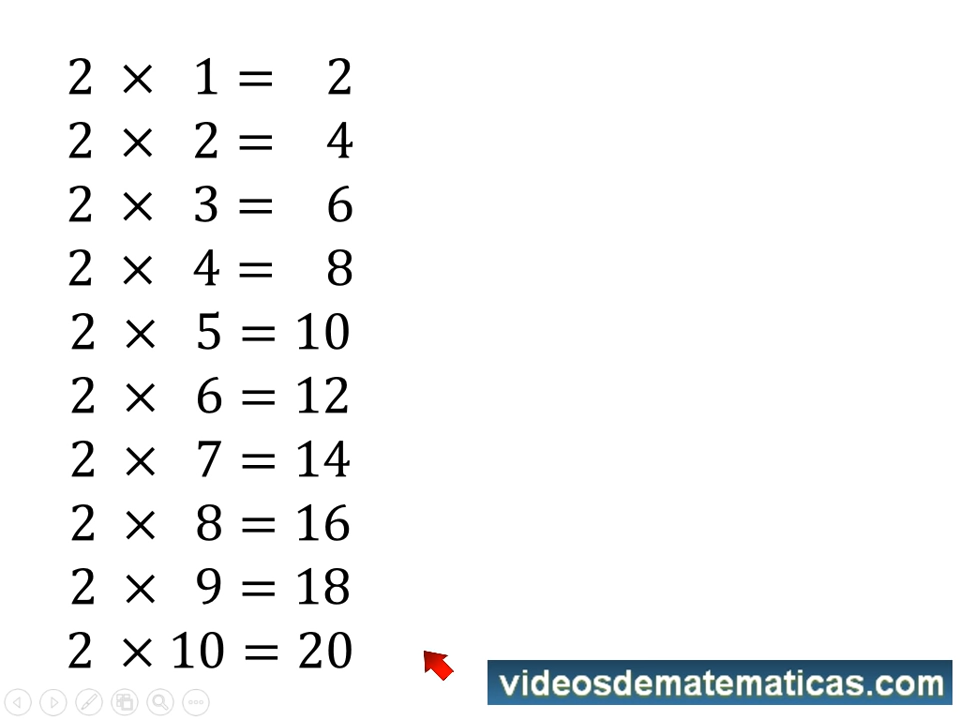 2 × 1 = 2
2 × 2 = 4
2 × 3 = 6
2 × 4 = 8
2 × 5 = 10
2 × 6 = 12
2 × 7 = 14
2 × 8 = 16
2 × 9 = 18
2 × 10 = 20
videosdematematicas.com